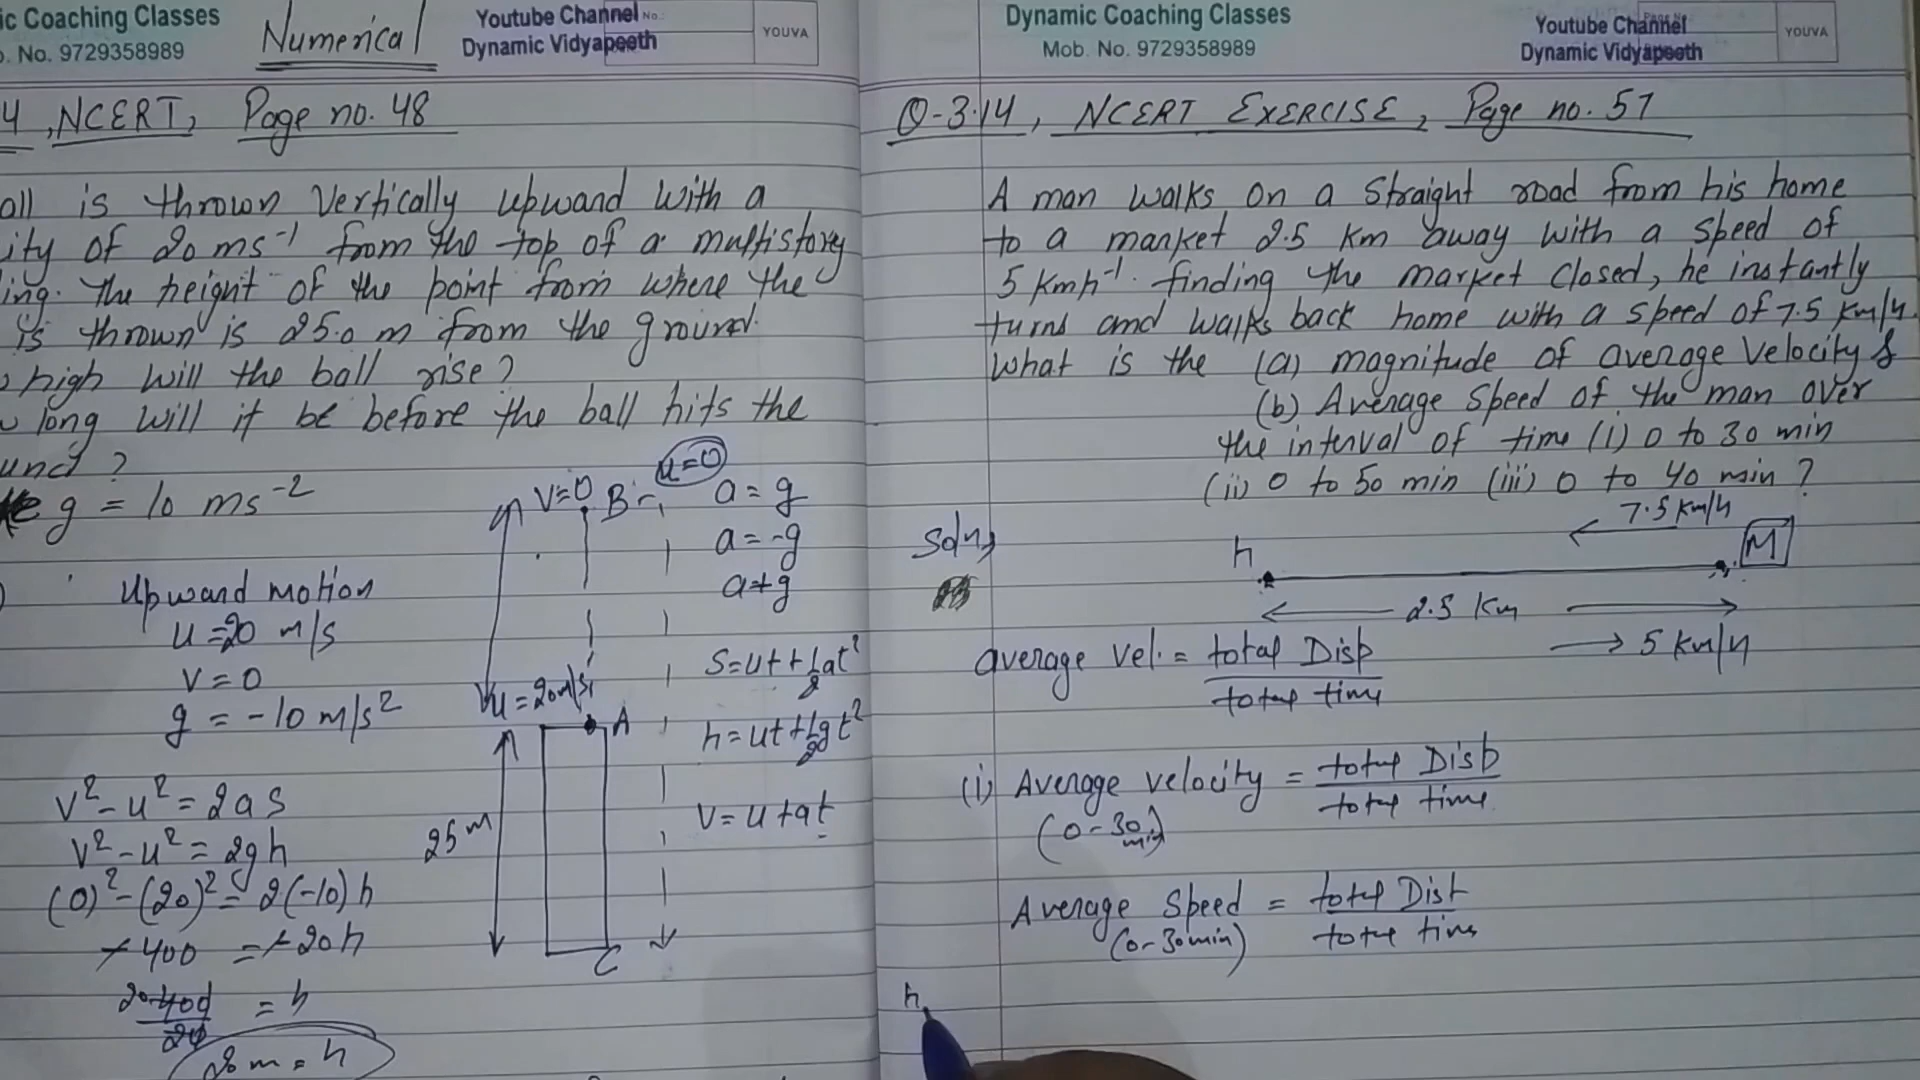 ic Coaching Classes
. No. 9729358989
Numerical
Youtube Channel
Dynamic Vidyapeeth
No.:
YOUVA
4, NCERT, Page no. 48
all is thrown Vertically upward with a
ity of 20 ms⁻¹ from the top of a multistorey
ing. The height of the point from where the
is thrown is 25.0 m from the ground.
high will the ball rise?
long will it be before the ball hits the
und?
g = 10 ms⁻²
Upward motion
u = 20 m/s
v = 0
g = -10 m/s²
v² - u² = 2as
v² - u² = 2gh
(0)² - (20)² = 2(-10)h
-400 = -20h
20 400 = h
20
20 m = h
V=0 B
u=0
a = g
a = -g
a + g
u = 20 m/s
A
25 m
C
S = ut + 1/2 at²
h = ut + 1/2 gt²
V = u + at
Dynamic Coaching Classes
Mob. No. 9729358989
Youtube Channel
Dynamic Vidyapeeth
YOUVA
Q-3.14, NCERT EXERCISE, Page no. 57
A man walks on a straight road from his home
to a market 2.5 Km away with a speed of
5 Kmh⁻¹. finding the market closed, he instantly
turns and walks back home with a speed of 7.5 Km/h.
What is the (a) magnitude of average velocity &
(b) Average Speed of the man over
the interval of time (i) 0 to 30 min
(ii) 0 to 50 min (iii) 0 to 40 min?
Soln,
7.5 Km/h
h
M
2.5 Km
5 Km/h
average vel. = total Disp
total time
(i) Average velocity = total Disp
total time
(0-30 min)
Average Speed = total Dist
total time
(0-30min)
h